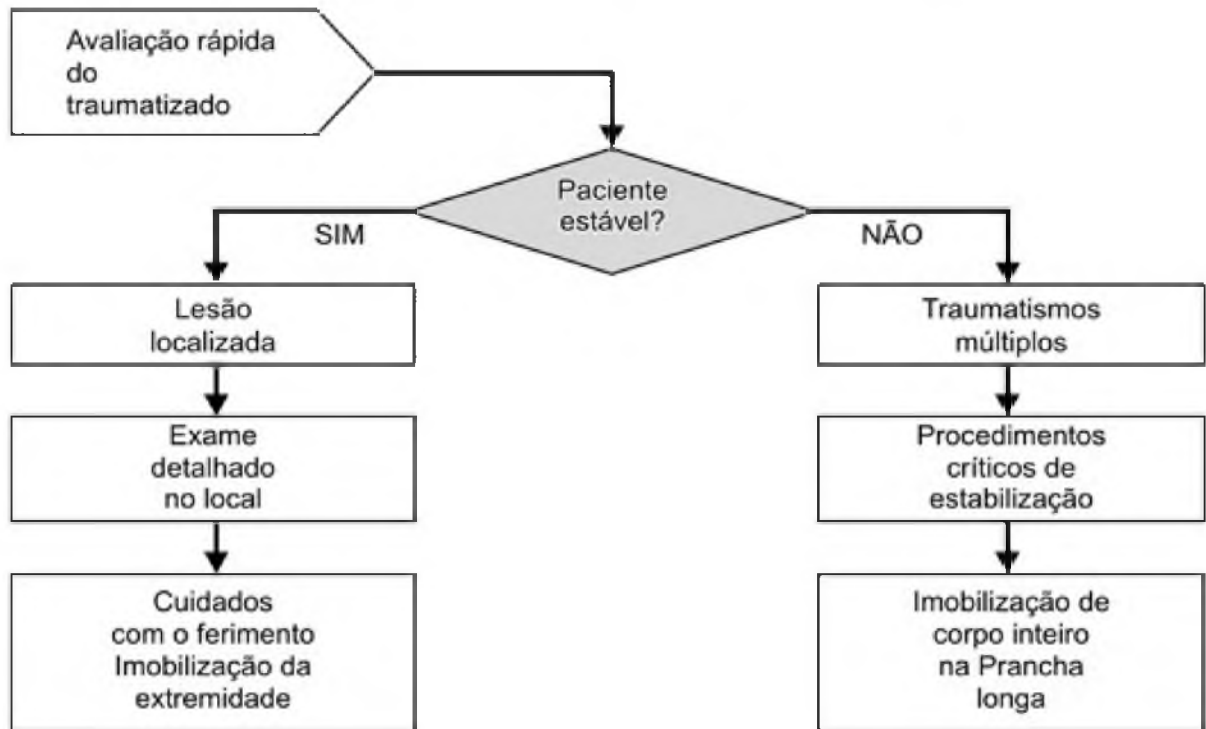 Avaliação rápida
do
traumatizado
Paciente
estável?
SIM
NÃO
Lesão
localizada
Traumatismos
múltiplos
Exame
detalhado
no local
Procedimentos
críticos de
estabilização
Cuidados
com o ferimento
Imobilização da
extremidade
Imobilização de
corpo inteiro
na Prancha
longa